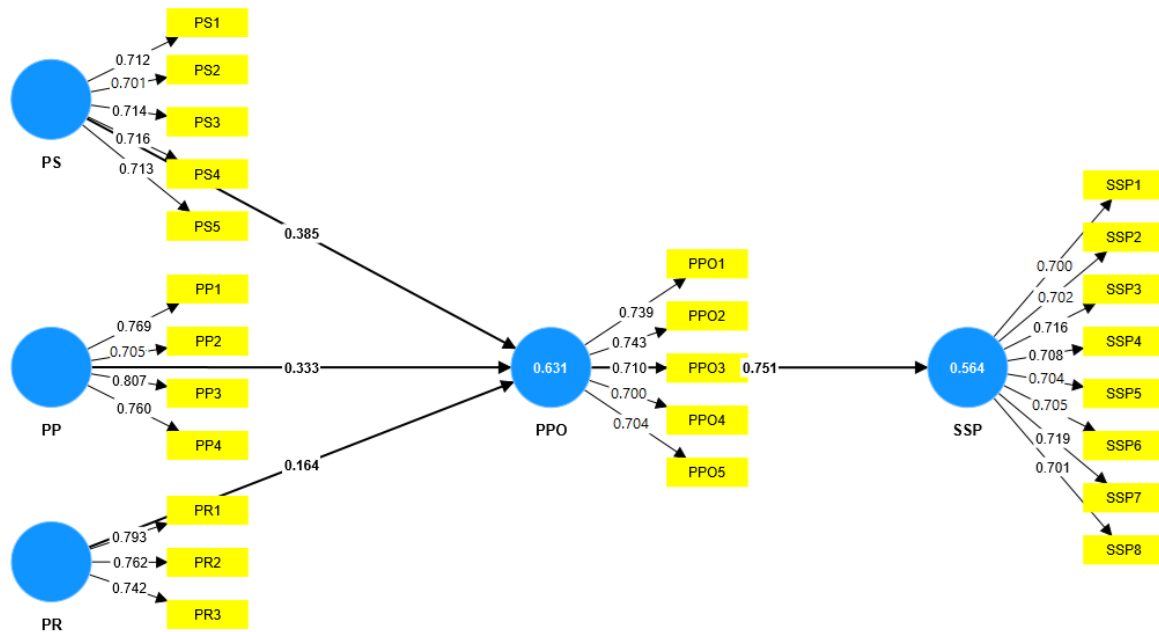 PS1
0.712
PS2
0.701
PS3
0.714
PS4
0.716
PS5
0.713
PS
0.385
PP1
0.769
PP2
0.705
PP3
0.807
PP4
0.760
PP
0.333
PR1
0.793
PR2
0.762
PR3
0.742
PR
0.164
PPO1
0.739
PPO2
0.743
PPO3
0.710
PPO4
0.700
PPO5
0.704
0.631
PPO
0.751
SSP1
0.700
SSP2
0.702
SSP3
0.716
SSP4
0.708
SSP5
0.704
SSP6
0.705
SSP7
0.719
SSP8
0.701
0.564
SSP